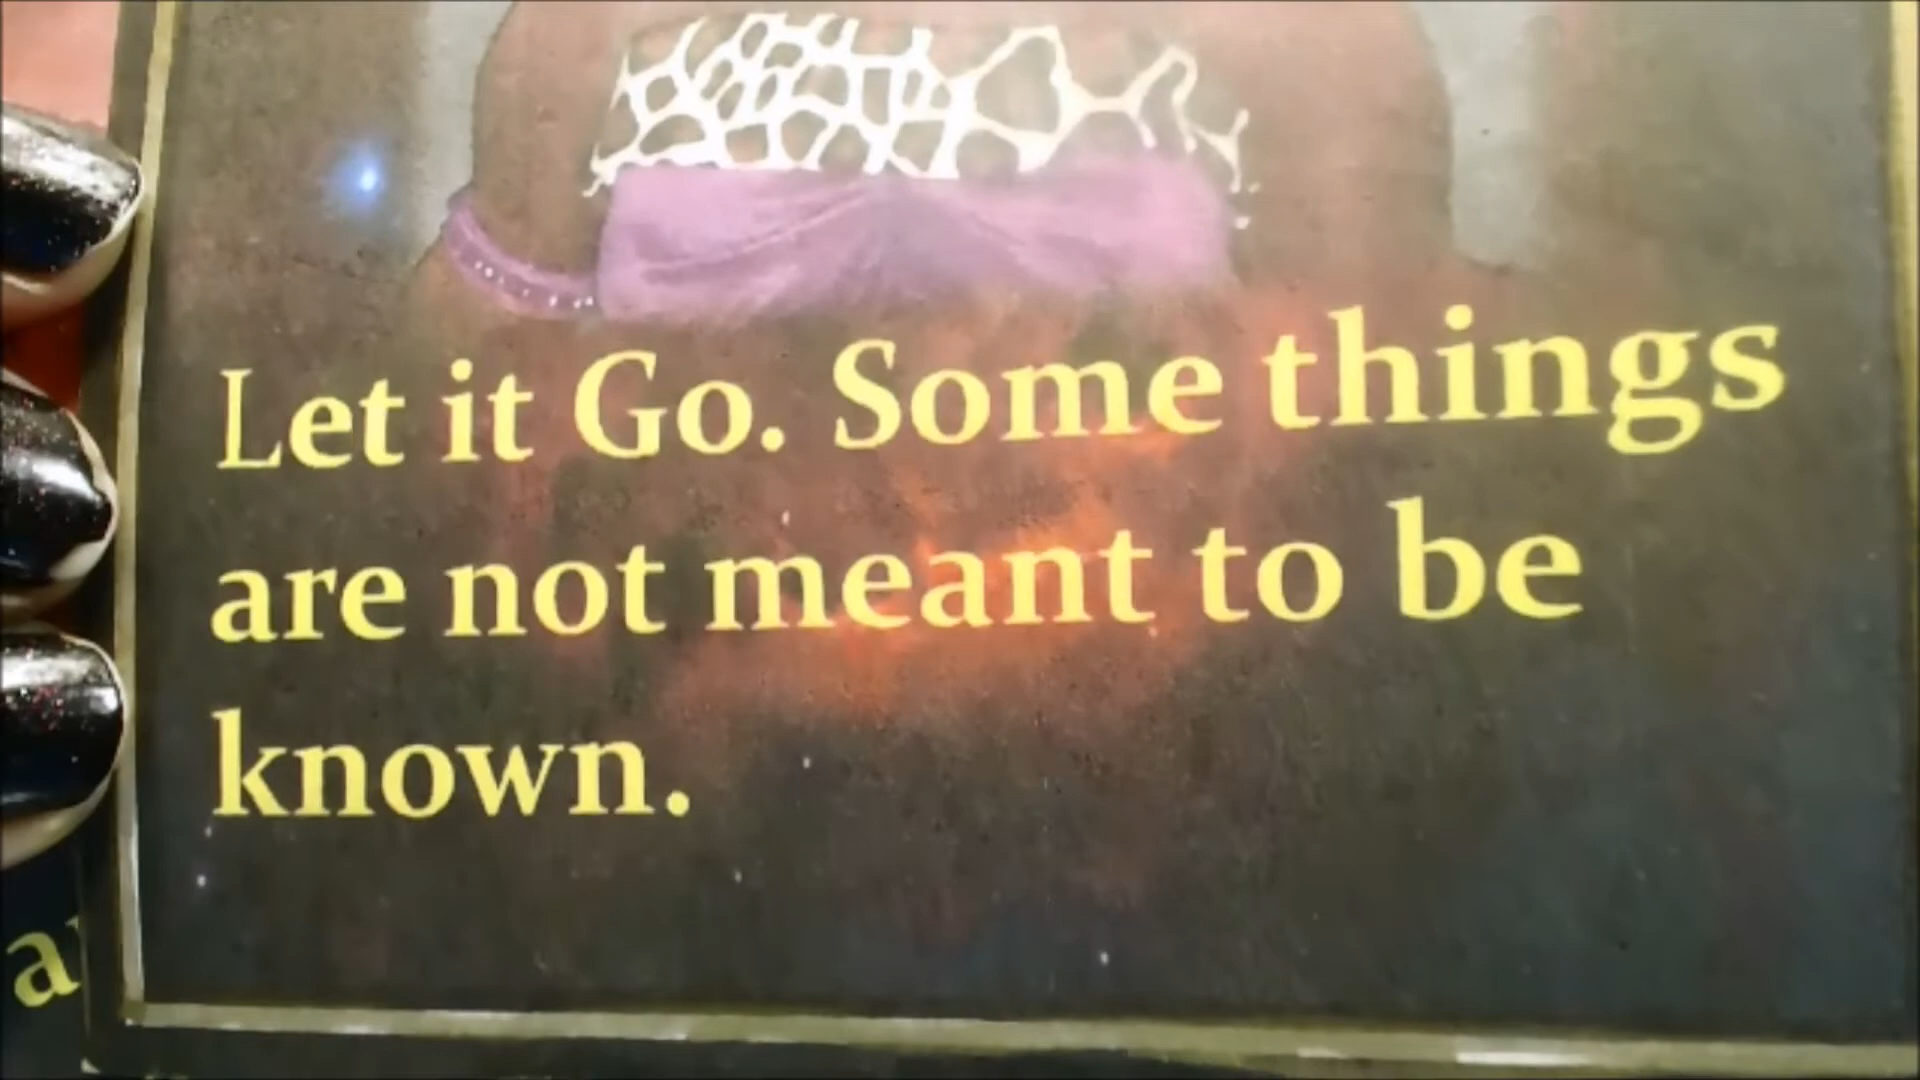 Let it Go. Some things
are not meant to be
known.
a